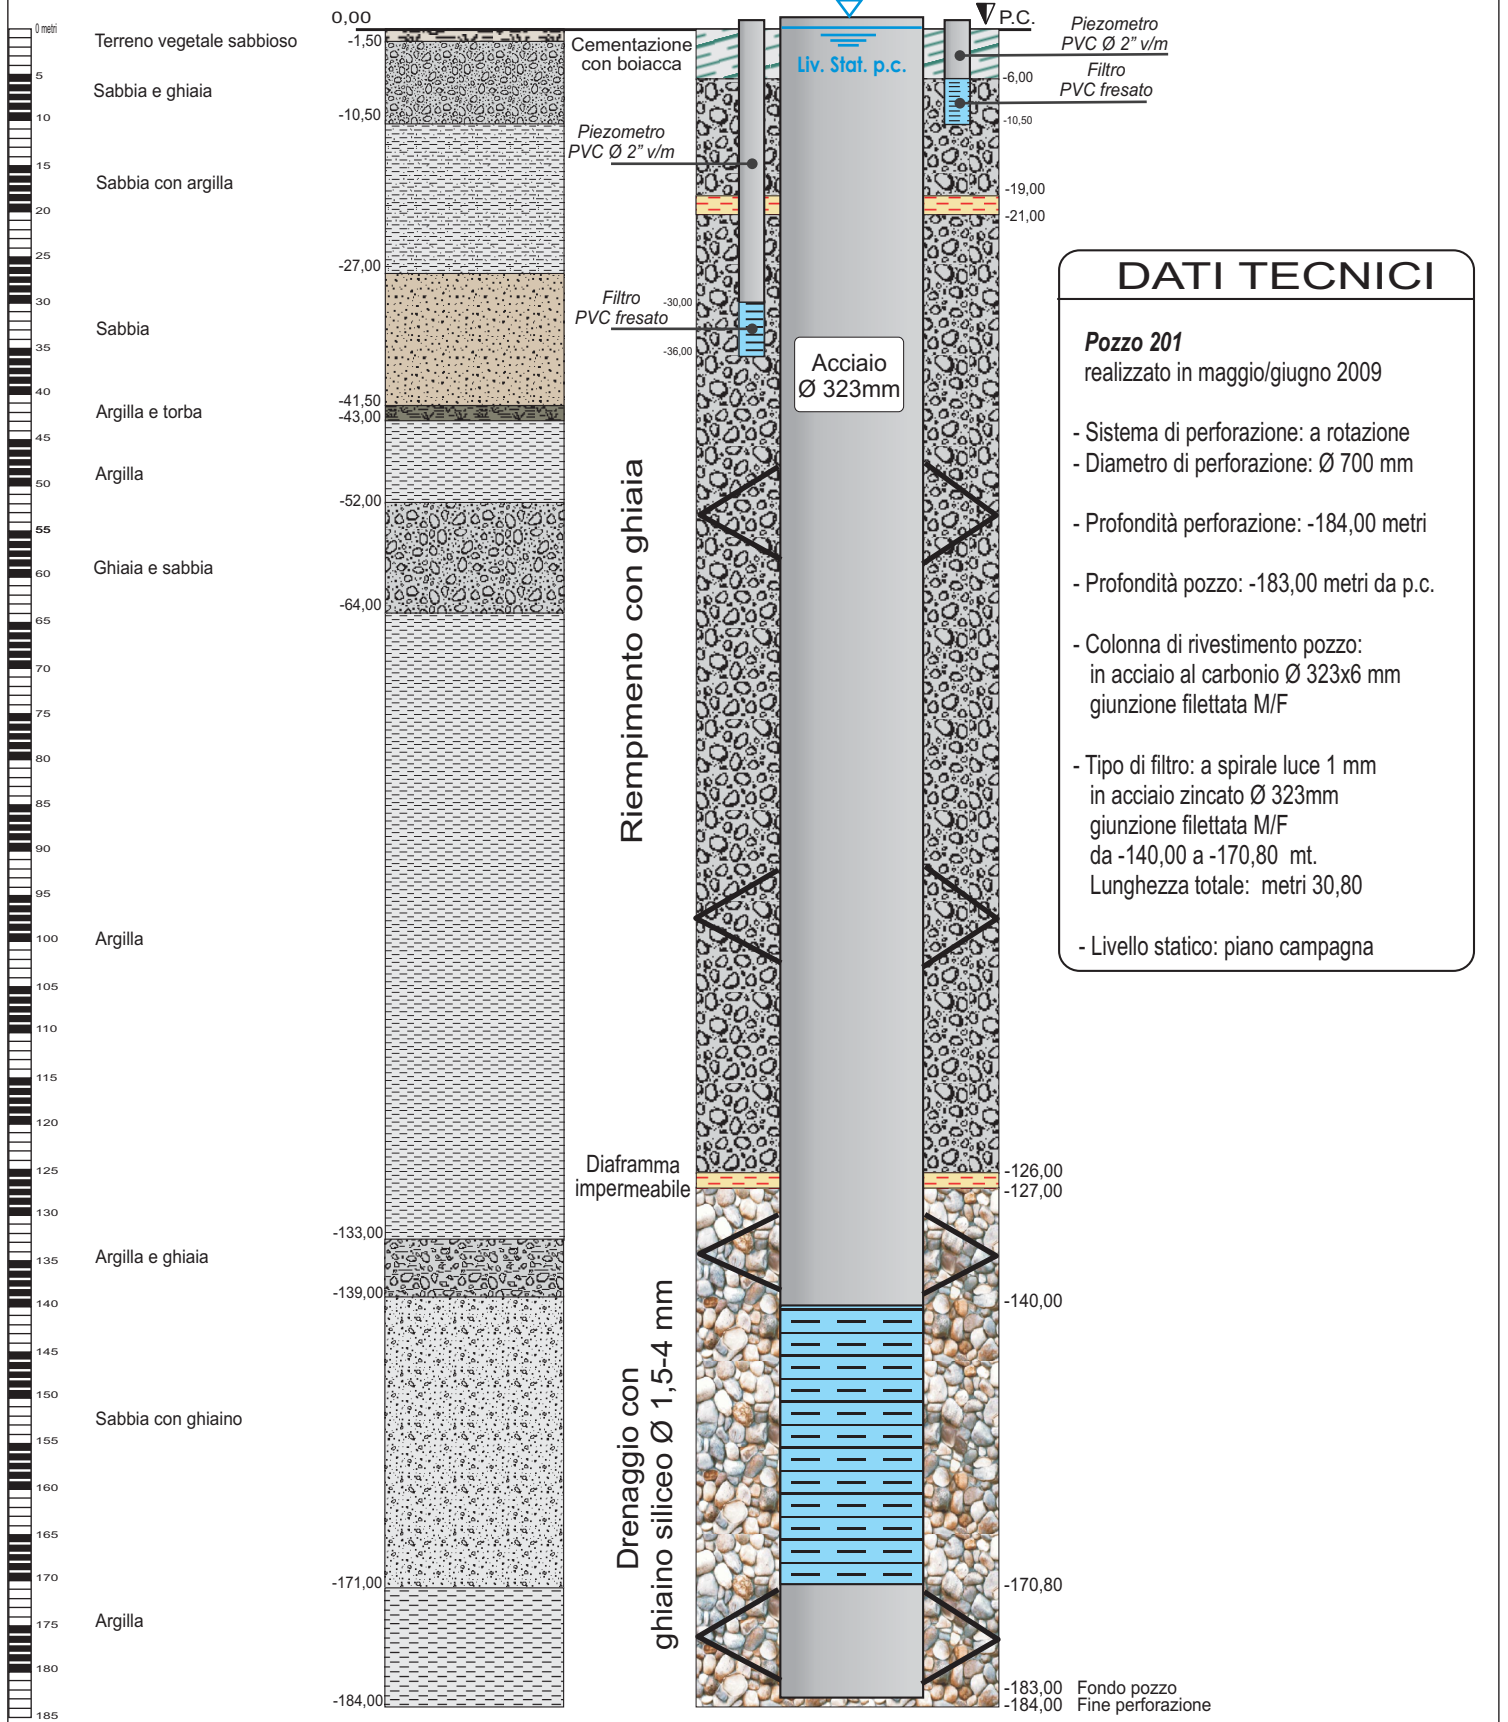 0 metri
5
10
15
20
25
30
35
40
45
50
55
60
65
70
75
80
85
90
95
100
105
110
115
120
125
130
135
140
145
150
155
160
165
170
175
180
185
Terreno vegetale sabbioso
Sabbia e ghiaia
Sabbia con argilla
Sabbia
Argilla e torba
Argilla
Ghiaia e sabbia
Argilla
Argilla e ghiaia
Sabbia con ghiaino
Argilla
0,00
-1,50
-10,50
-27,00
-41,50
-43,00
-52,00
-64,00
-133,00
-139,00
-171,00
-184,00
Cementazione
con boiacca
Piezometro
PVC Ø 2" v/m
Filtro
PVC fresato
-30,00
-36,00
Riempimento con ghiaia
Diaframma
impermeabile
Drenaggio con
ghiaino siliceo Ø 1,5-4 mm
Liv. Stat. p.c.
Acciaio
Ø 323mm
P.C.
Piezometro
PVC Ø 2" v/m
-6,00
Filtro
PVC fresato
-10,50
-19,00
-21,00
-126,00
-127,00
-140,00
-170,80
-183,00 Fondo pozzo
-184,00 Fine perforazione
DATI TECNICI
Pozzo 201
realizzato in maggio/giugno 2009
- Sistema di perforazione: a rotazione
- Diametro di perforazione: Ø 700 mm
- Profondità perforazione: -184,00 metri
- Profondità pozzo: -183,00 metri da p.c.
- Colonna di rivestimento pozzo:
in acciaio al carbonio Ø 323x6 mm
giunzione filettata M/F
- Tipo di filtro: a spirale luce 1 mm
in acciaio zincato Ø 323mm
giunzione filettata M/F
da -140,00 a -170,80 mt.
Lunghezza totale: metri 30,80
- Livello statico: piano campagna